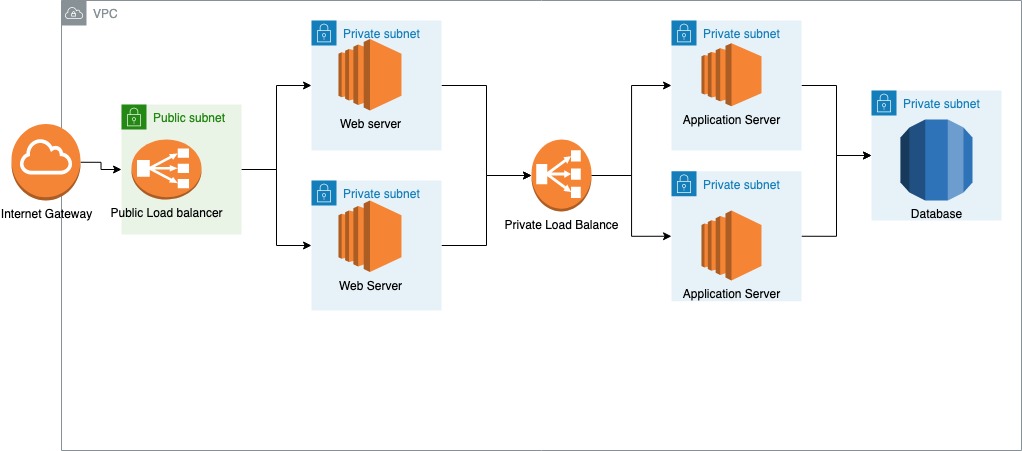 VPC
Internet Gateway
Public subnet
Public Load balancer
Private subnet
Web server
Private subnet
Web Server
Private Load Balance
Private subnet
Application Server
Private subnet
Application Server
Private subnet
Database